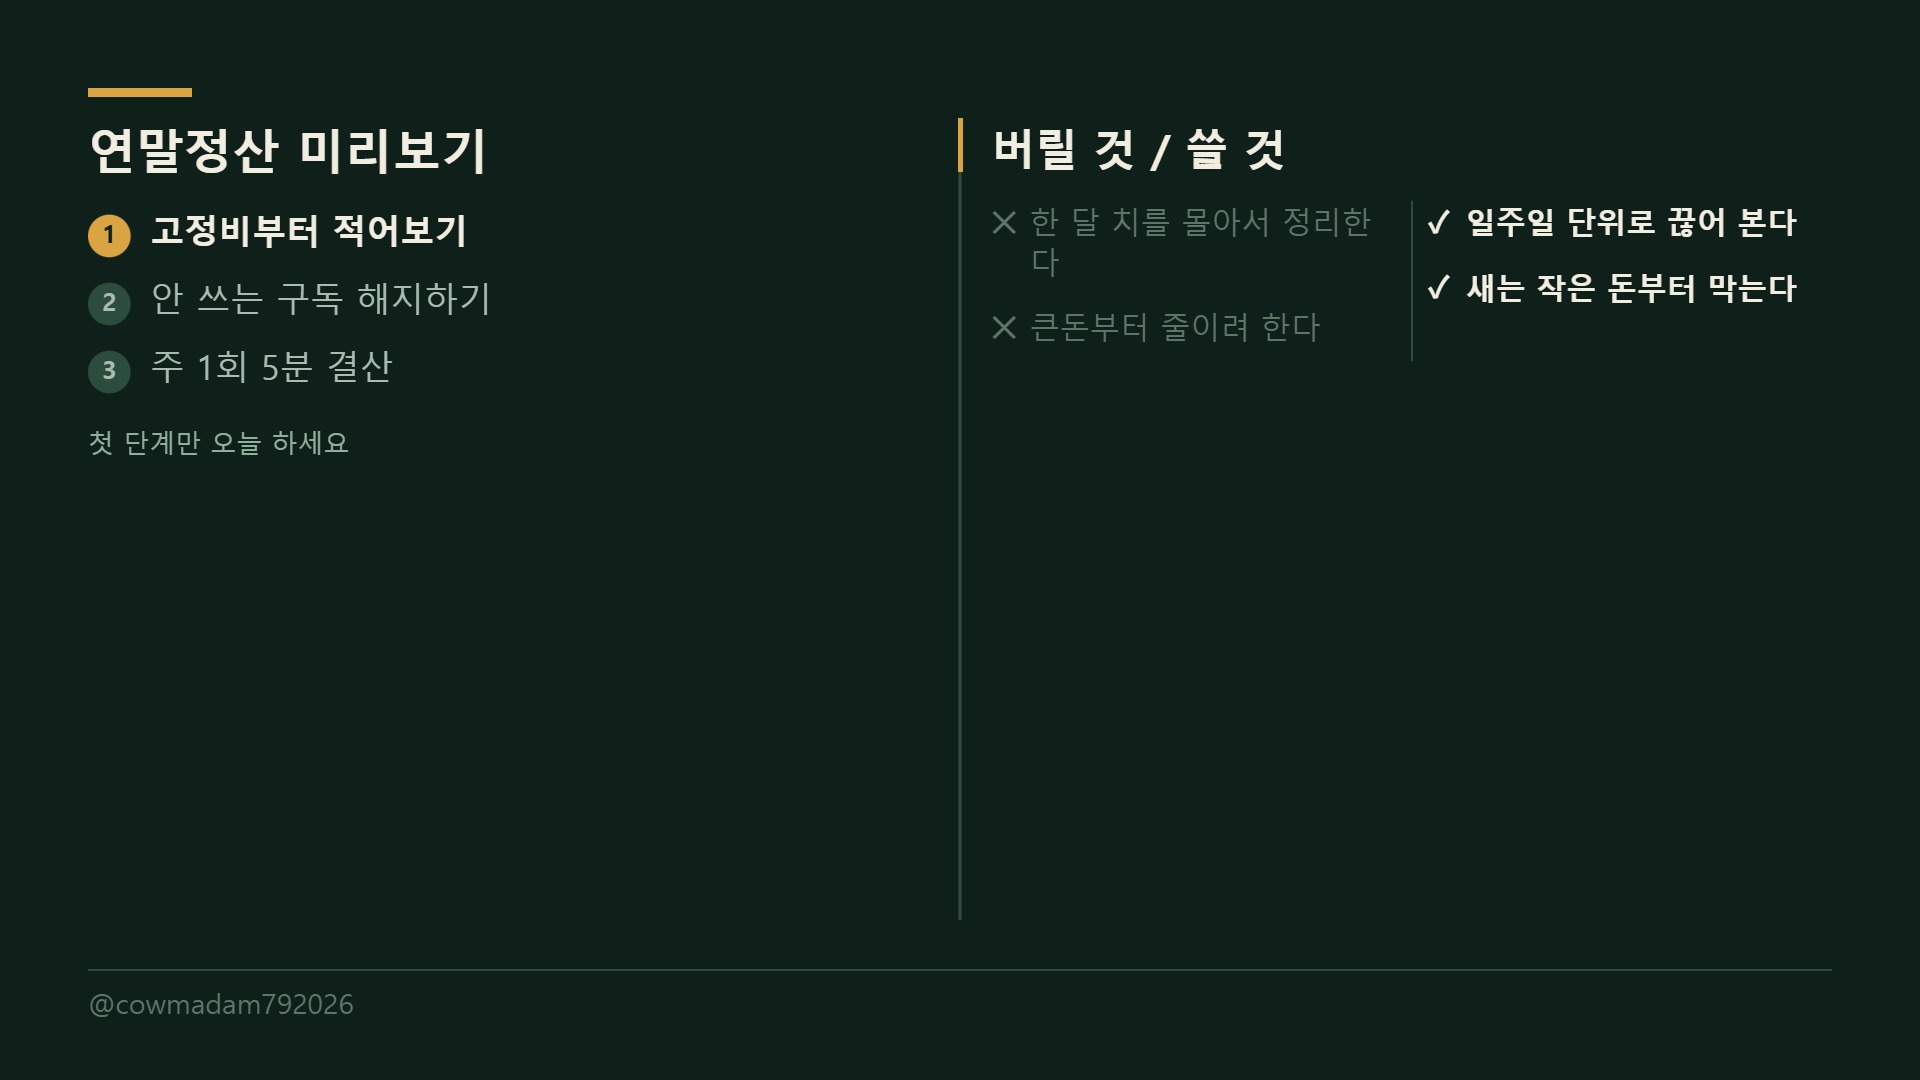 연말정산 미리보기
1 고정비부터 적어보기
2 안 쓰는 구독 해지하기
3 주 1회 5분 결산
첫 단계만 오늘 하세요
버릴 것 / 쓸 것
✕ 한 달 치를 몰아서 정리한
다
✕ 큰돈부터 줄이려 한다
✓ 일주일 단위로 끊어 본다
✓ 새는 작은 돈부터 막는다
@cowmadam792026